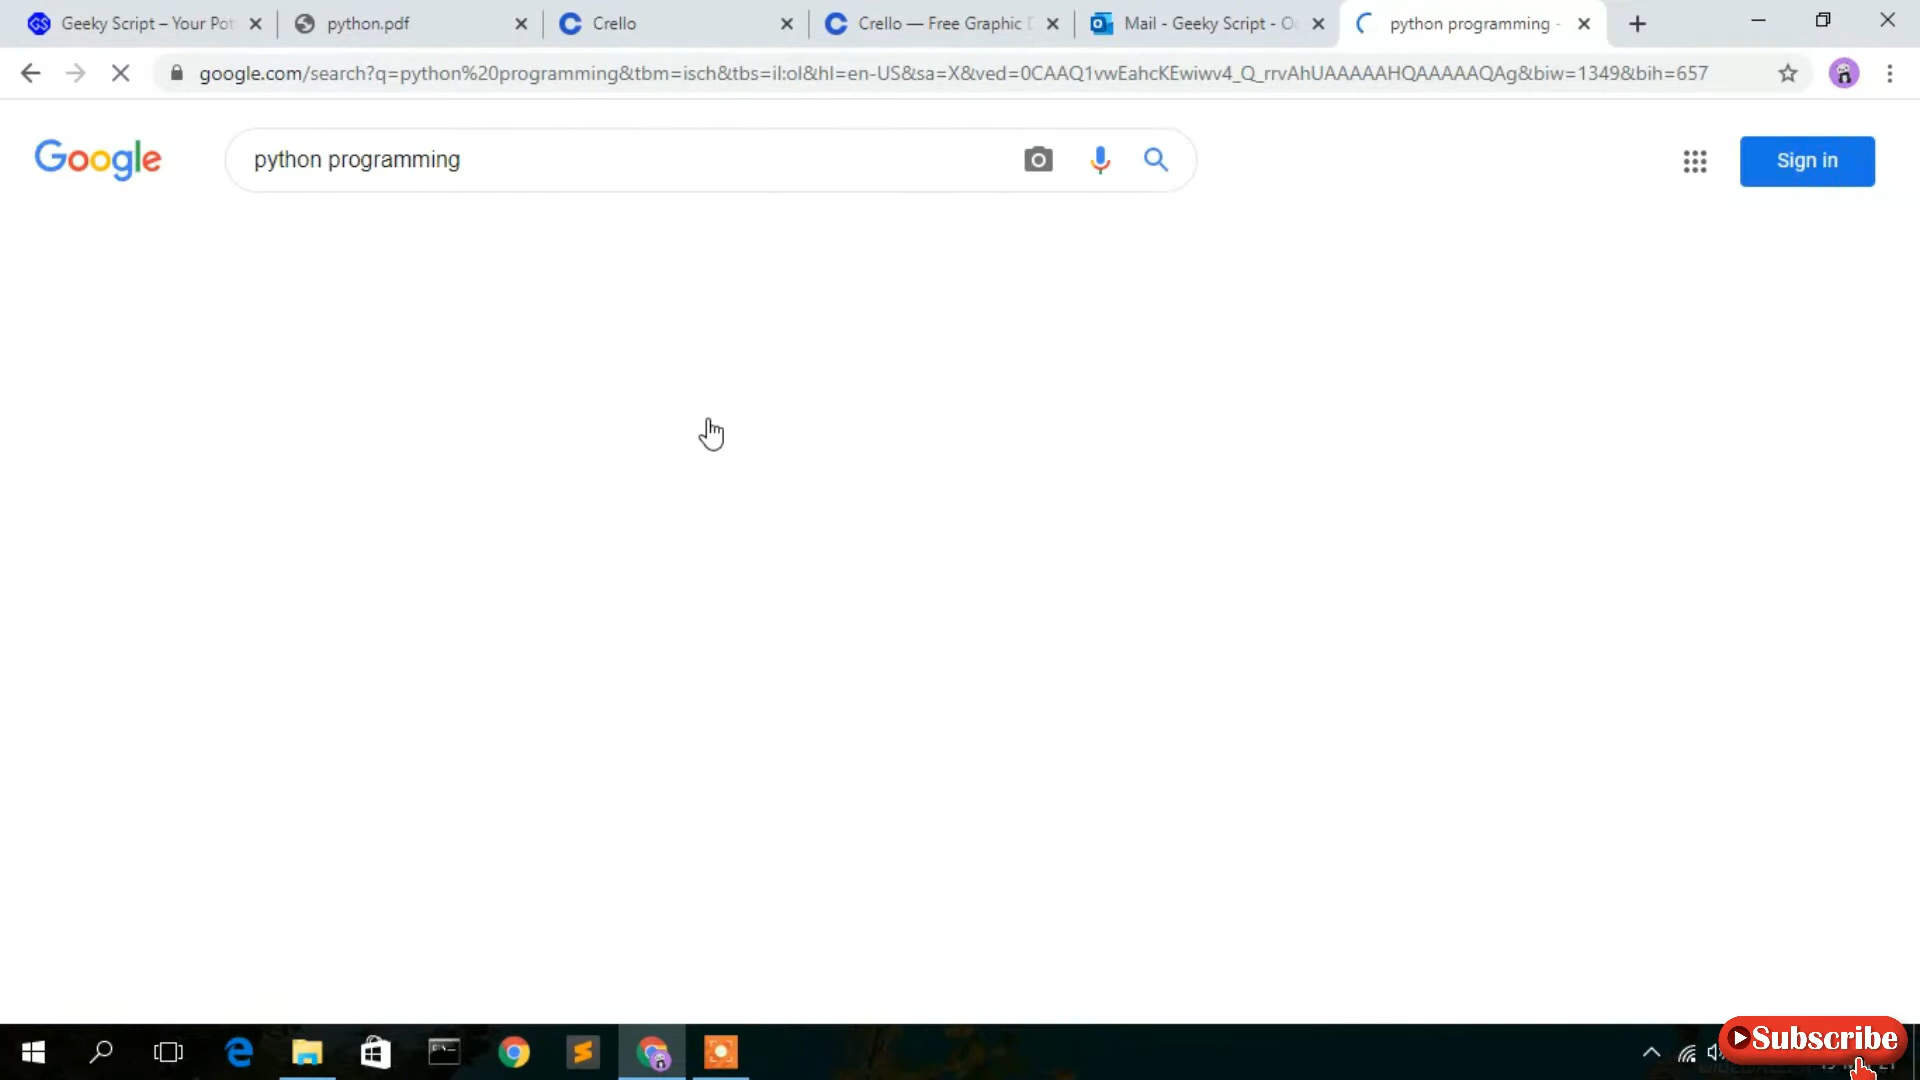 Geeky Script – Your Pot
python.pdf
Crello
Crello — Free Graphic D
Mail - Geeky Script - O
python programming -
google.com/search?q=python%20programming&tbm=isch&tbs=il:ol&hl=en-US&sa=X&ved=0CAAQ1vwEahcKEwiwv4_Q_rrvAhUAAAAAHQAAAAAQAg&biw=1349&bih=657
Google
python programming
Sign in
Subscribe